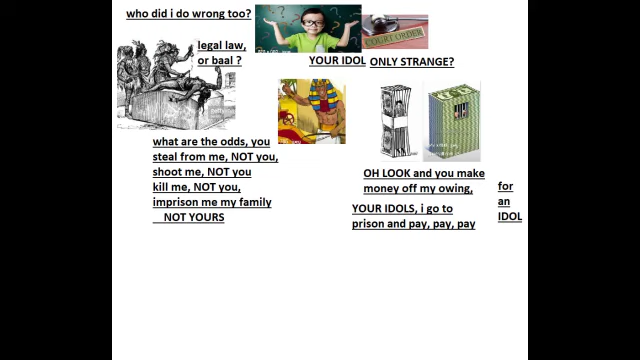 who did i do wrong too?
legal law,
or baal ?
COURT ORDER
YOUR IDOL
ONLY STRANGE?
what are the odds, you
steal from me, NOT you,
shoot me, NOT you
kill me, NOT you,
imprison me my family
NOT YOURS
OH LOOK and you make
money off my owing,
YOUR IDOLS, i go to
prison and pay, pay, pay
for
an
IDOL